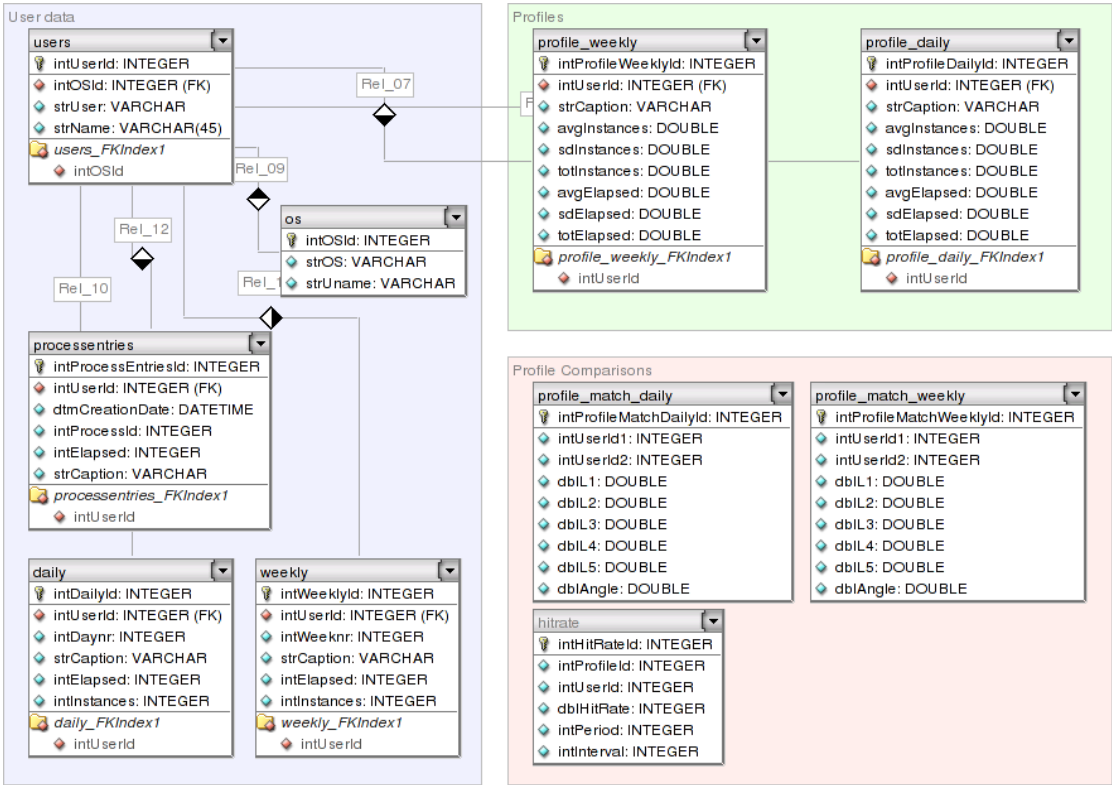 User data
users
intUserId: INTEGER
intOSId: INTEGER (FK)
strUser: VARCHAR
strName: VARCHAR(45)
users_FKIndex1
intOSId
Rel_07
Rel_09
os
intOSId: INTEGER
strOS: VARCHAR
strUname: VARCHAR
Rel_12
Rel_1
Rel_10
processentries
intProcessEntriesId: INTEGER
intUserId: INTEGER (FK)
dtmCreationDate: DATETIME
intProcessId: INTEGER
intElapsed: INTEGER
strCaption: VARCHAR
processentries_FKIndex1
intUserId
daily
intDailyId: INTEGER
intUserId: INTEGER (FK)
intDaynr: INTEGER
strCaption: VARCHAR
intElapsed: INTEGER
intInstances: INTEGER
daily_FKIndex1
intUserId
weekly
intWeeklyId: INTEGER
intUserId: INTEGER (FK)
intWeeknr: INTEGER
strCaption: VARCHAR
intElapsed: INTEGER
intInstances: INTEGER
weekly_FKIndex1
intUserId
Profiles
profile_weekly
intProfileWeeklyId: INTEGER
intUserId: INTEGER (FK)
strCaption: VARCHAR
avgInstances: DOUBLE
sdInstances: DOUBLE
totInstances: DOUBLE
avgElapsed: DOUBLE
sdElapsed: DOUBLE
totElapsed: DOUBLE
profile_weekly_FKIndex1
intUserId
profile_daily
intProfileDailyId: INTEGER
intUserId: INTEGER (FK)
strCaption: VARCHAR
avgInstances: DOUBLE
sdInstances: DOUBLE
totInstances: DOUBLE
avgElapsed: DOUBLE
sdElapsed: DOUBLE
totElapsed: DOUBLE
profile_daily_FKIndex1
intUserId
Profile Comparisons
profile_match_daily
intProfileMatchDailyId: INTEGER
intUserId1: INTEGER
intUserId2: INTEGER
dblL1: DOUBLE
dblL2: DOUBLE
dblL3: DOUBLE
dblL4: DOUBLE
dblL5: DOUBLE
dblAngle: DOUBLE
profile_match_weekly
intProfileMatchWeeklyId: INTEGER
intUserId1: INTEGER
intUserId2: INTEGER
dblL1: DOUBLE
dblL2: DOUBLE
dblL3: DOUBLE
dblL4: DOUBLE
dblL5: DOUBLE
dblAngle: DOUBLE
hitrate
intHitRateId: INTEGER
intProfileId: INTEGER
intUserId: INTEGER
dblHitRate: INTEGER
intPeriod: INTEGER
intInterval: INTEGER